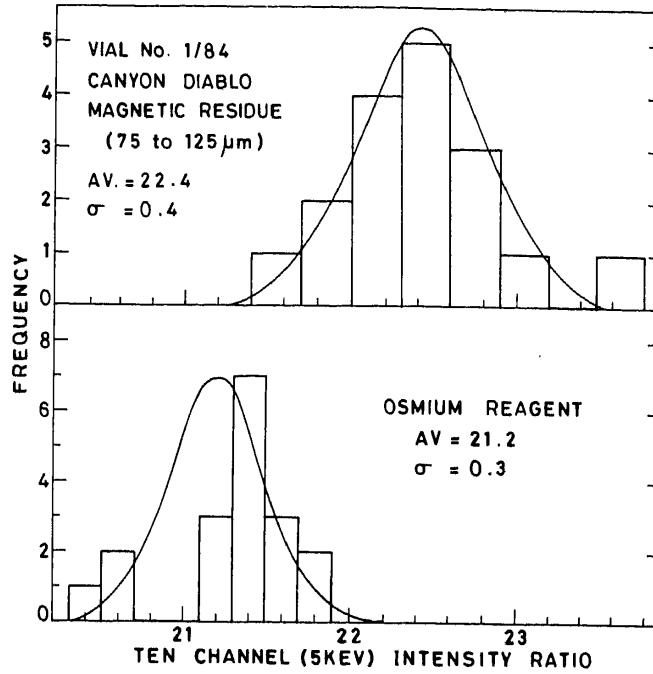 5
4
3
2
1
0
VIAL No. 1/84
CANYON DIABLO
MAGNETIC RESIDUE
(75 to 125 μm)
AV. = 22.4
σ = 0.4
FREQUENCY
8
6
4
2
0
OSMIUM REAGENT
AV = 21.2
σ = 0.3
21 22 23
TEN CHANNEL (5KEV) INTENSITY RATIO